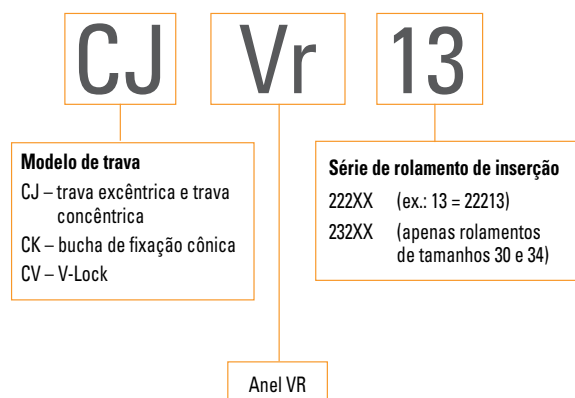 CJ Vr 13
Modelo de trava
CJ – trava excêntrica e trava
concêntrica
CK – bucha de fixação cônica
CV – V-Lock
Série de rolamento de inserção
222XX (ex.: 13 = 22213)
232XX (apenas rolamentos
de tamanhos 30 e 34)
Anel VR